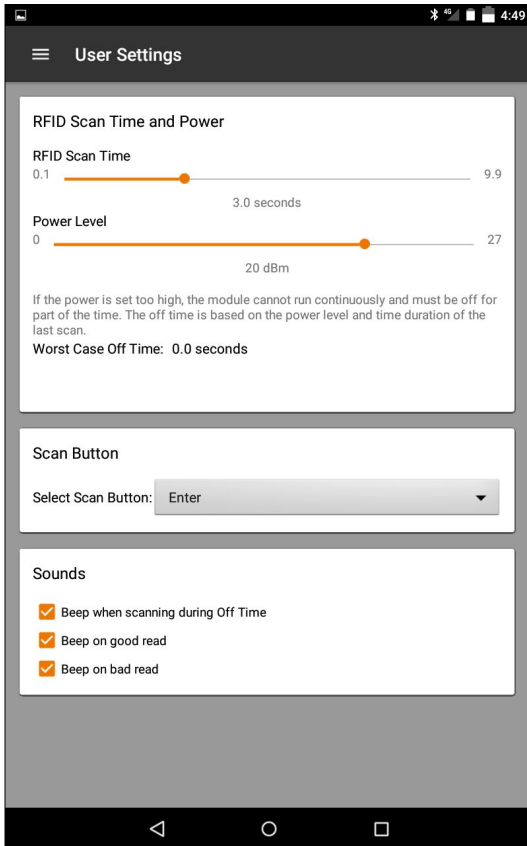 4G 4:49
User Settings
RFID Scan Time and Power
RFID Scan Time
0.1 9.9
3.0 seconds
Power Level
0 27
20 dBm
If the power is set too high, the module cannot run continuously and must be off for
part of the time. The off time is based on the power level and time duration of the
last scan.
Worst Case Off Time: 0.0 seconds
Scan Button
Select Scan Button: Enter
Sounds
Beep when scanning during Off Time
Beep on good read
Beep on bad read